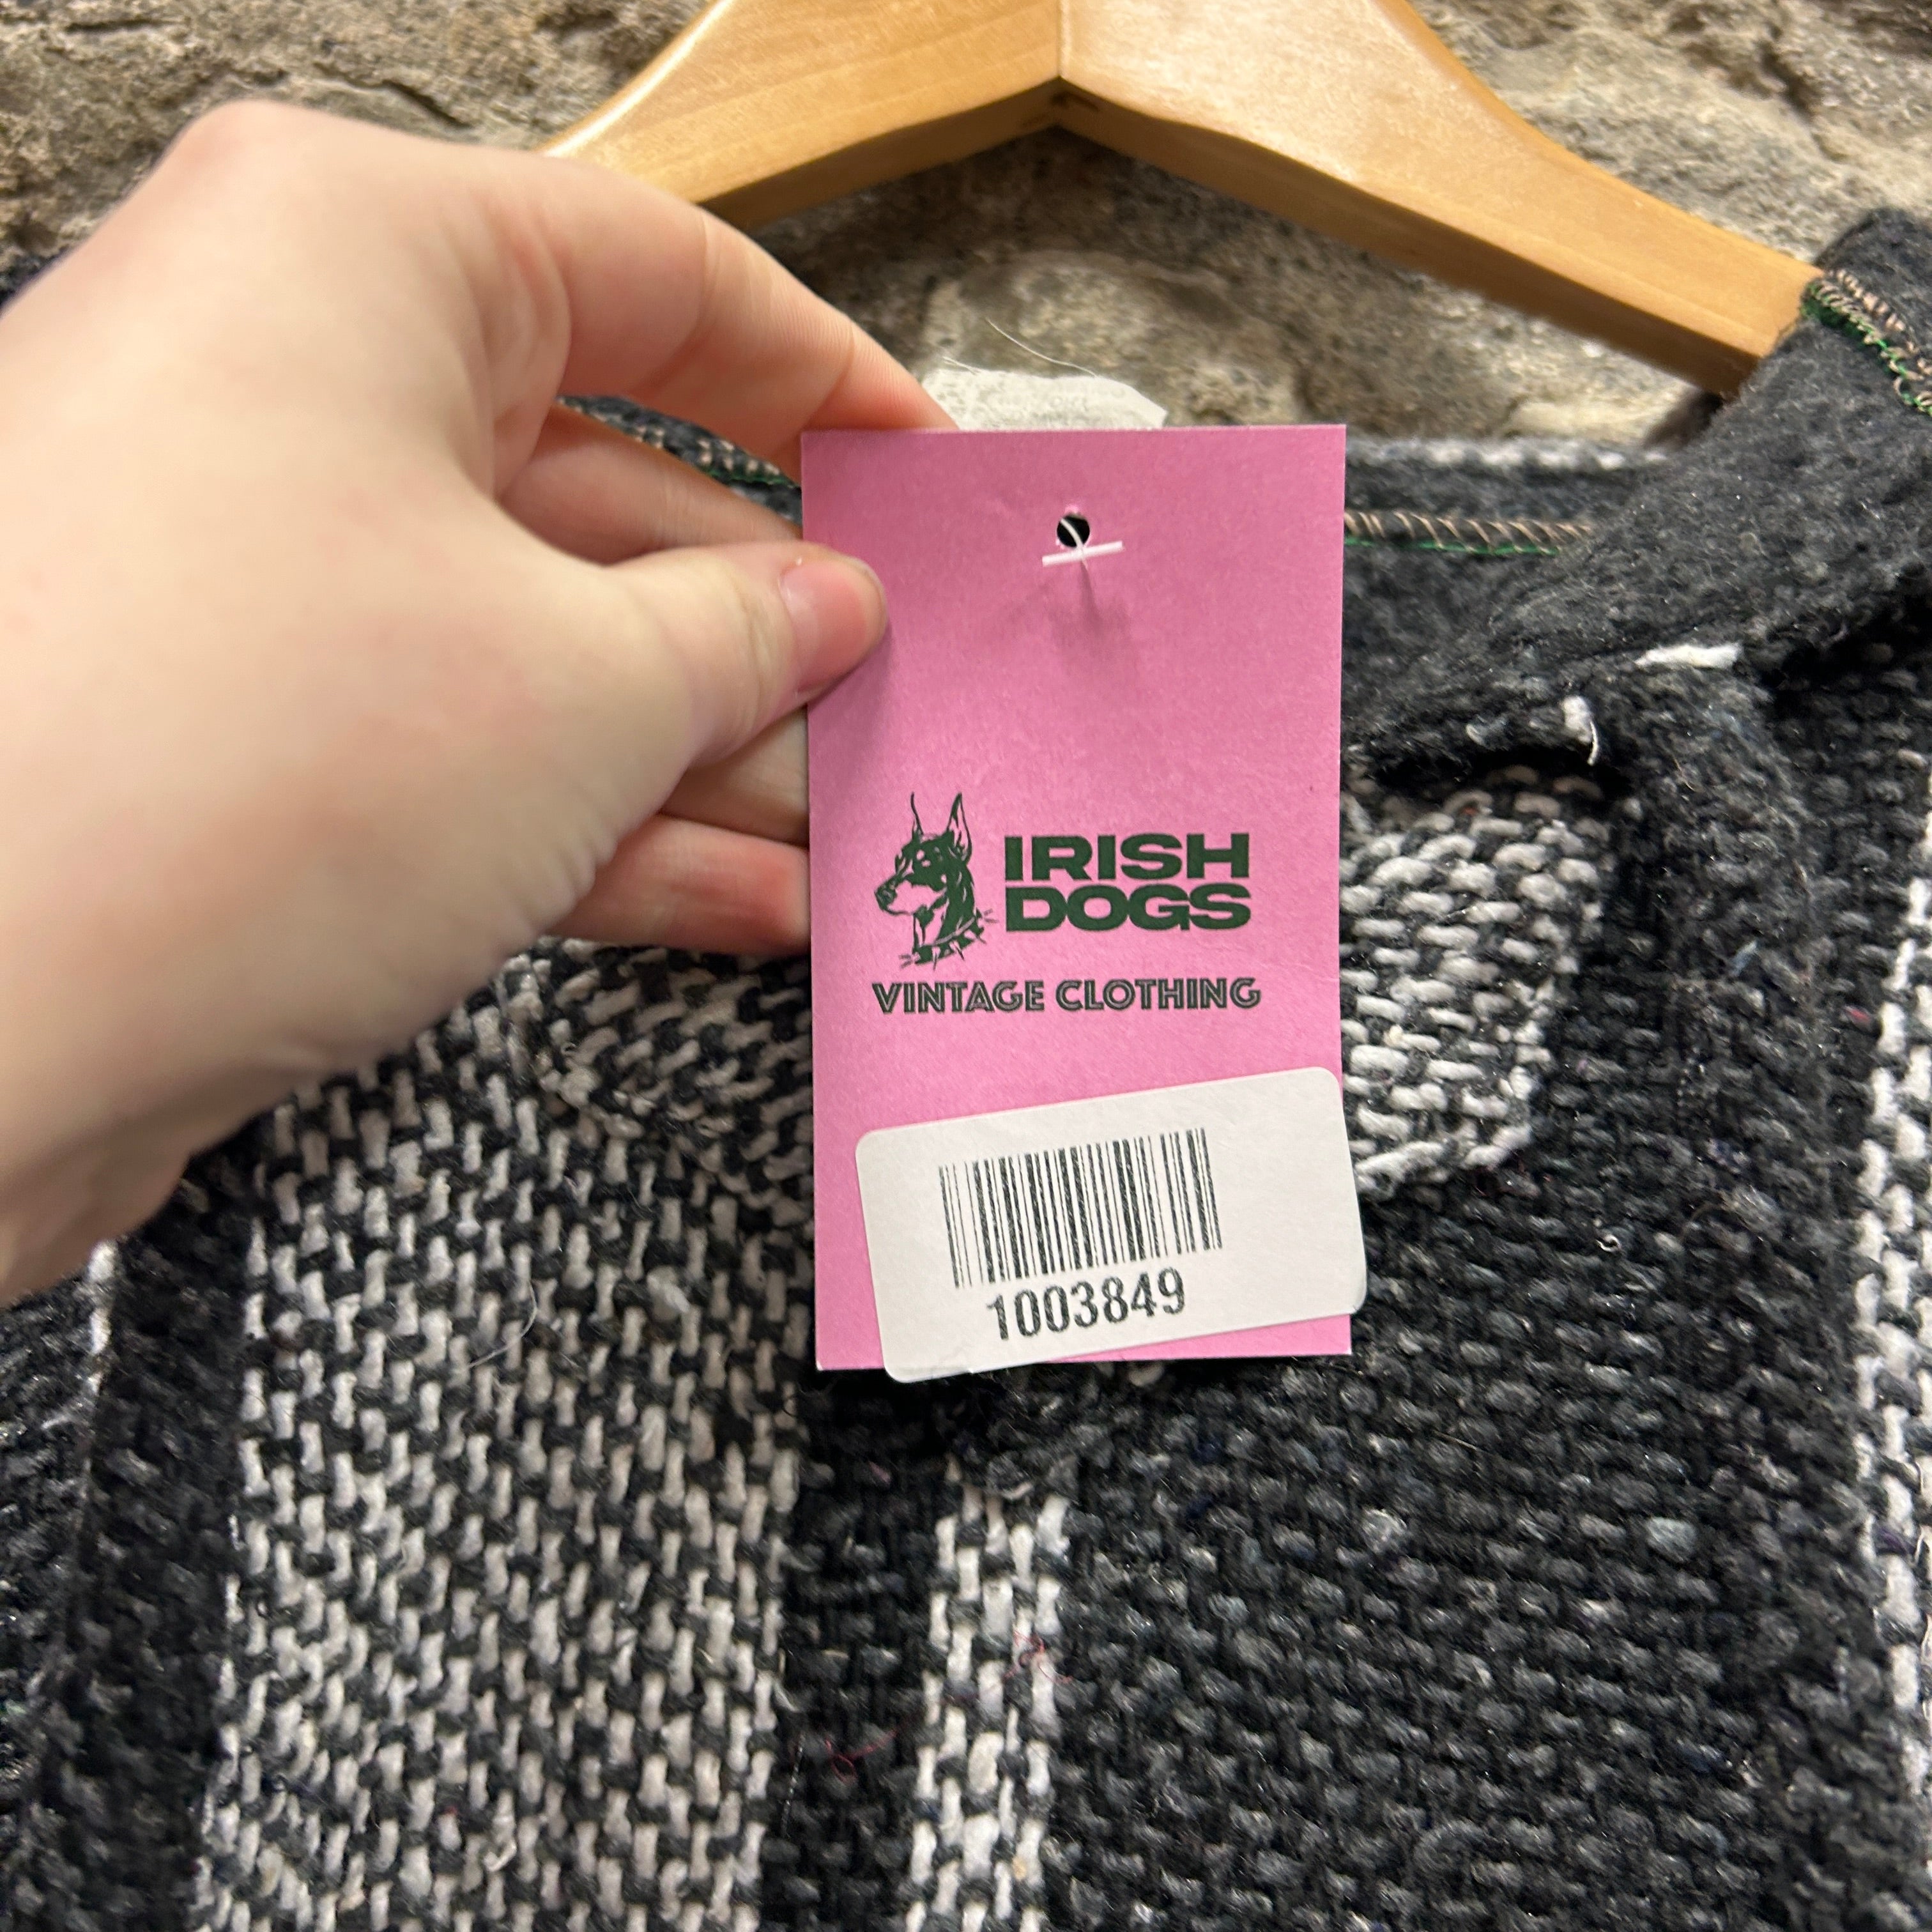 IRISH
DOGS
VINTAGE CLOTHING
1003849